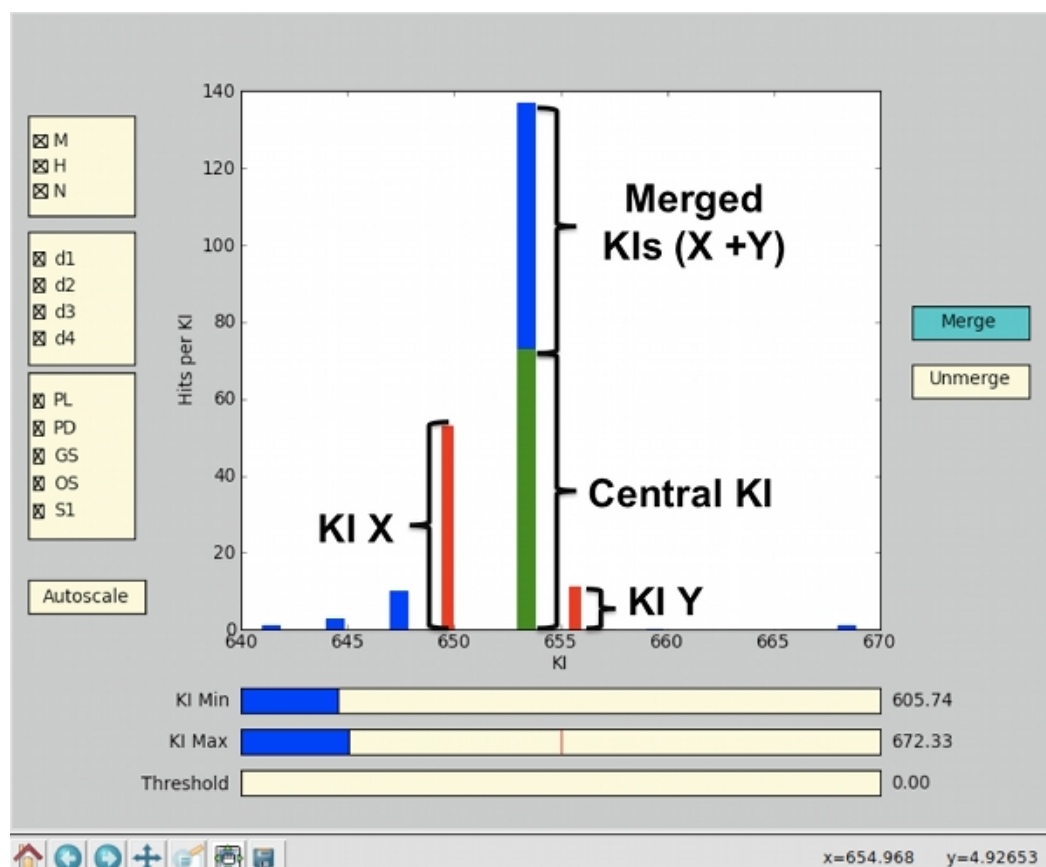 M
H
N
d1
d2
d3
d4
PL
PD
GS
OS
S1
Autoscale
140
120
100
80
60
40
20
0
Hits per KI
Merged
KIs (X +Y)
Central KI
KI X
KI Y
640 645 650 655 660 665 670
KI
Merge
Unmerge
KI Min 605.74
KI Max 672.33
Threshold 0.00
x=654.968 y=4.92653